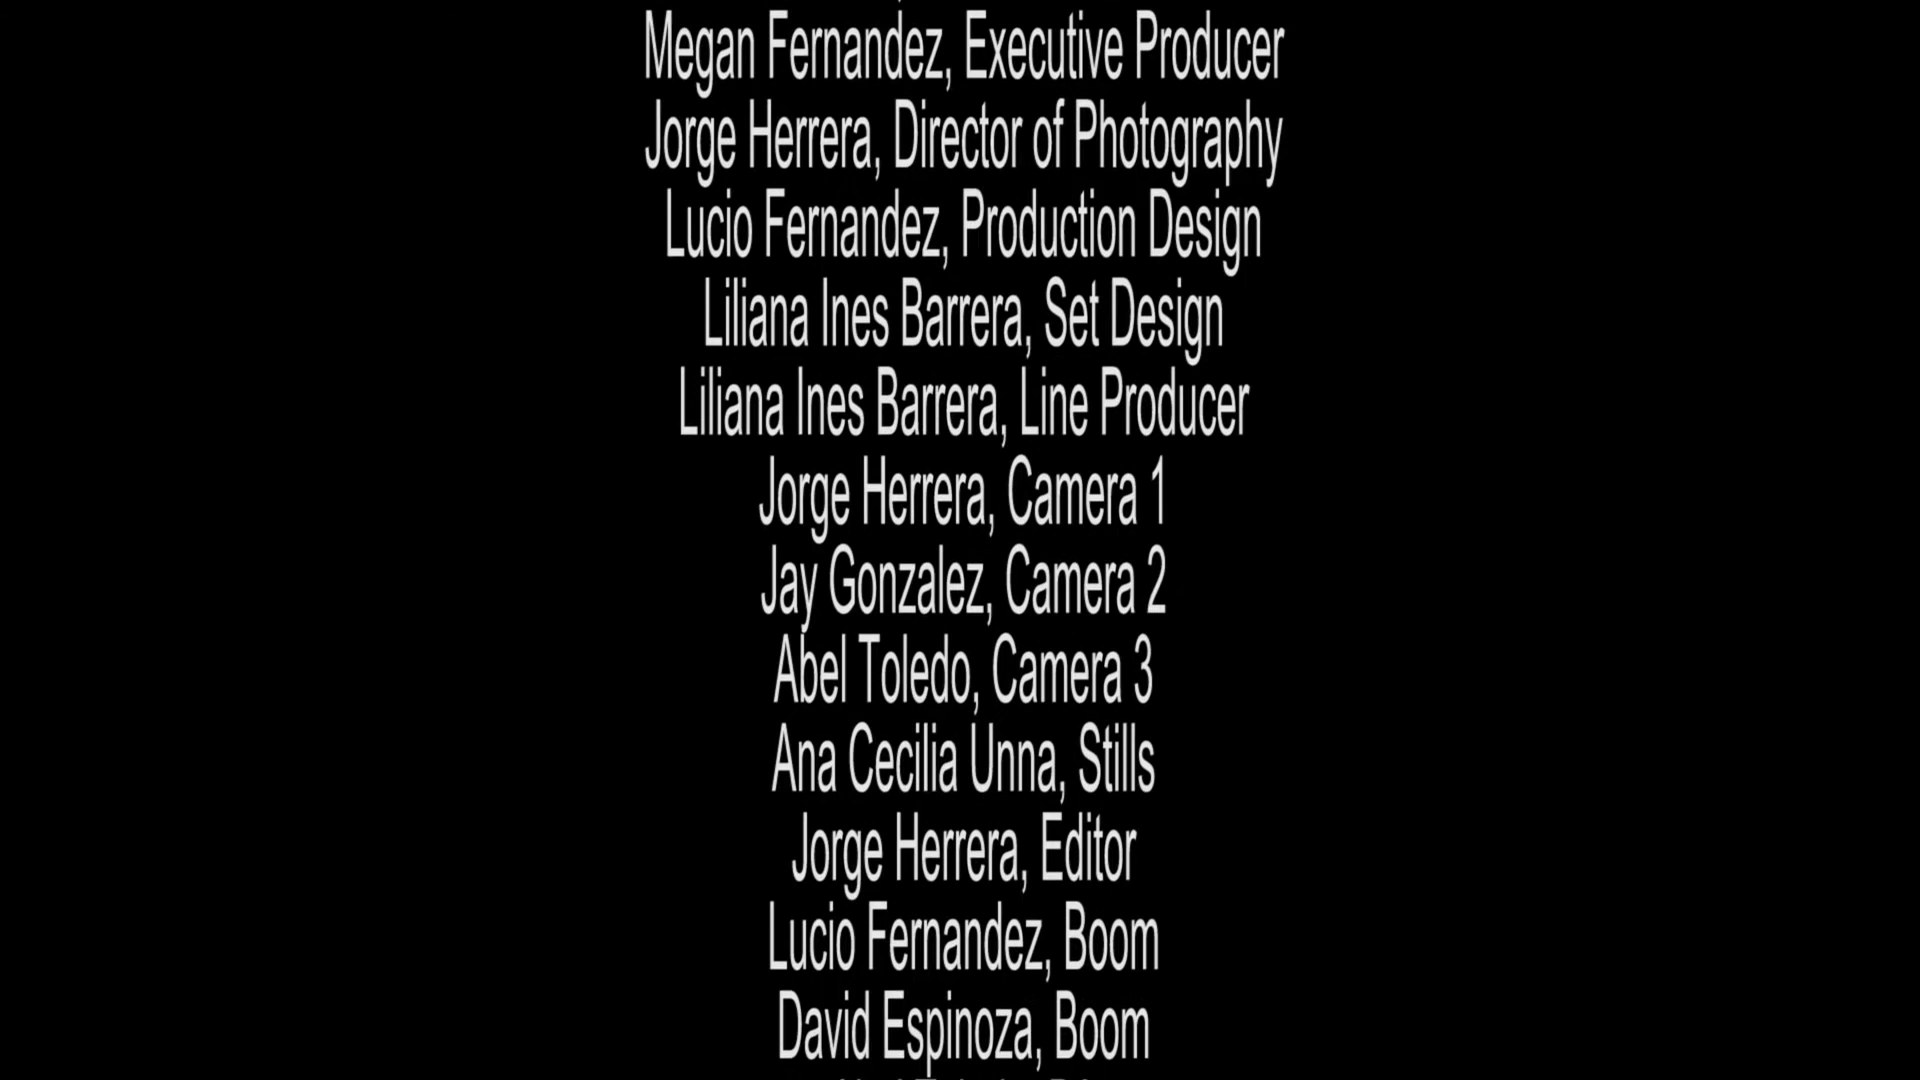 Megan Fernandez, Executive Producer
Jorge Herrera, Director of Photography
Lucio Fernandez, Production Design
Liliana Ines Barrera, Set Design
Liliana Ines Barrera, Line Producer
Jorge Herrera, Camera 1
Jay Gonzalez, Camera 2
Abel Toledo, Camera 3
Ana Cecilia Unna, Stills
Jorge Herrera, Editor
Lucio Fernandez, Boom
David Espinoza, Boom